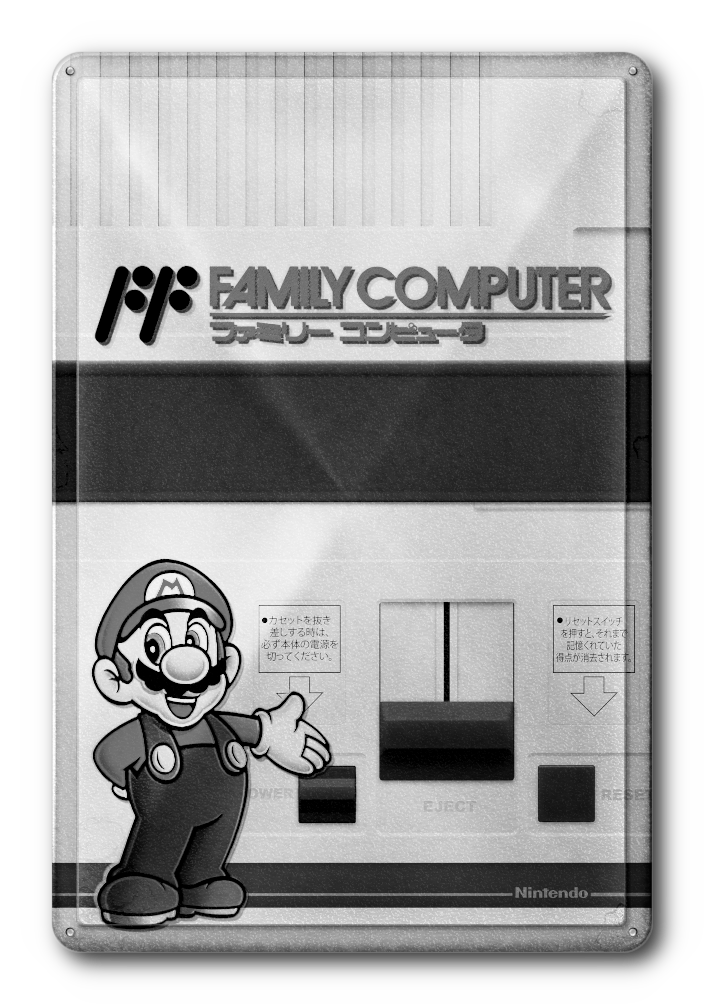 FAMILY COMPUTER
ファミリー コンピュータ
M
●カセットを抜き
差しする時は、
必ず本体の電源を
切ってください。
●リセットスイッチ
を押すと、それまで
記憶くれていた
得点が消去されます。
OWER
EJECT
RESET
Nintendo